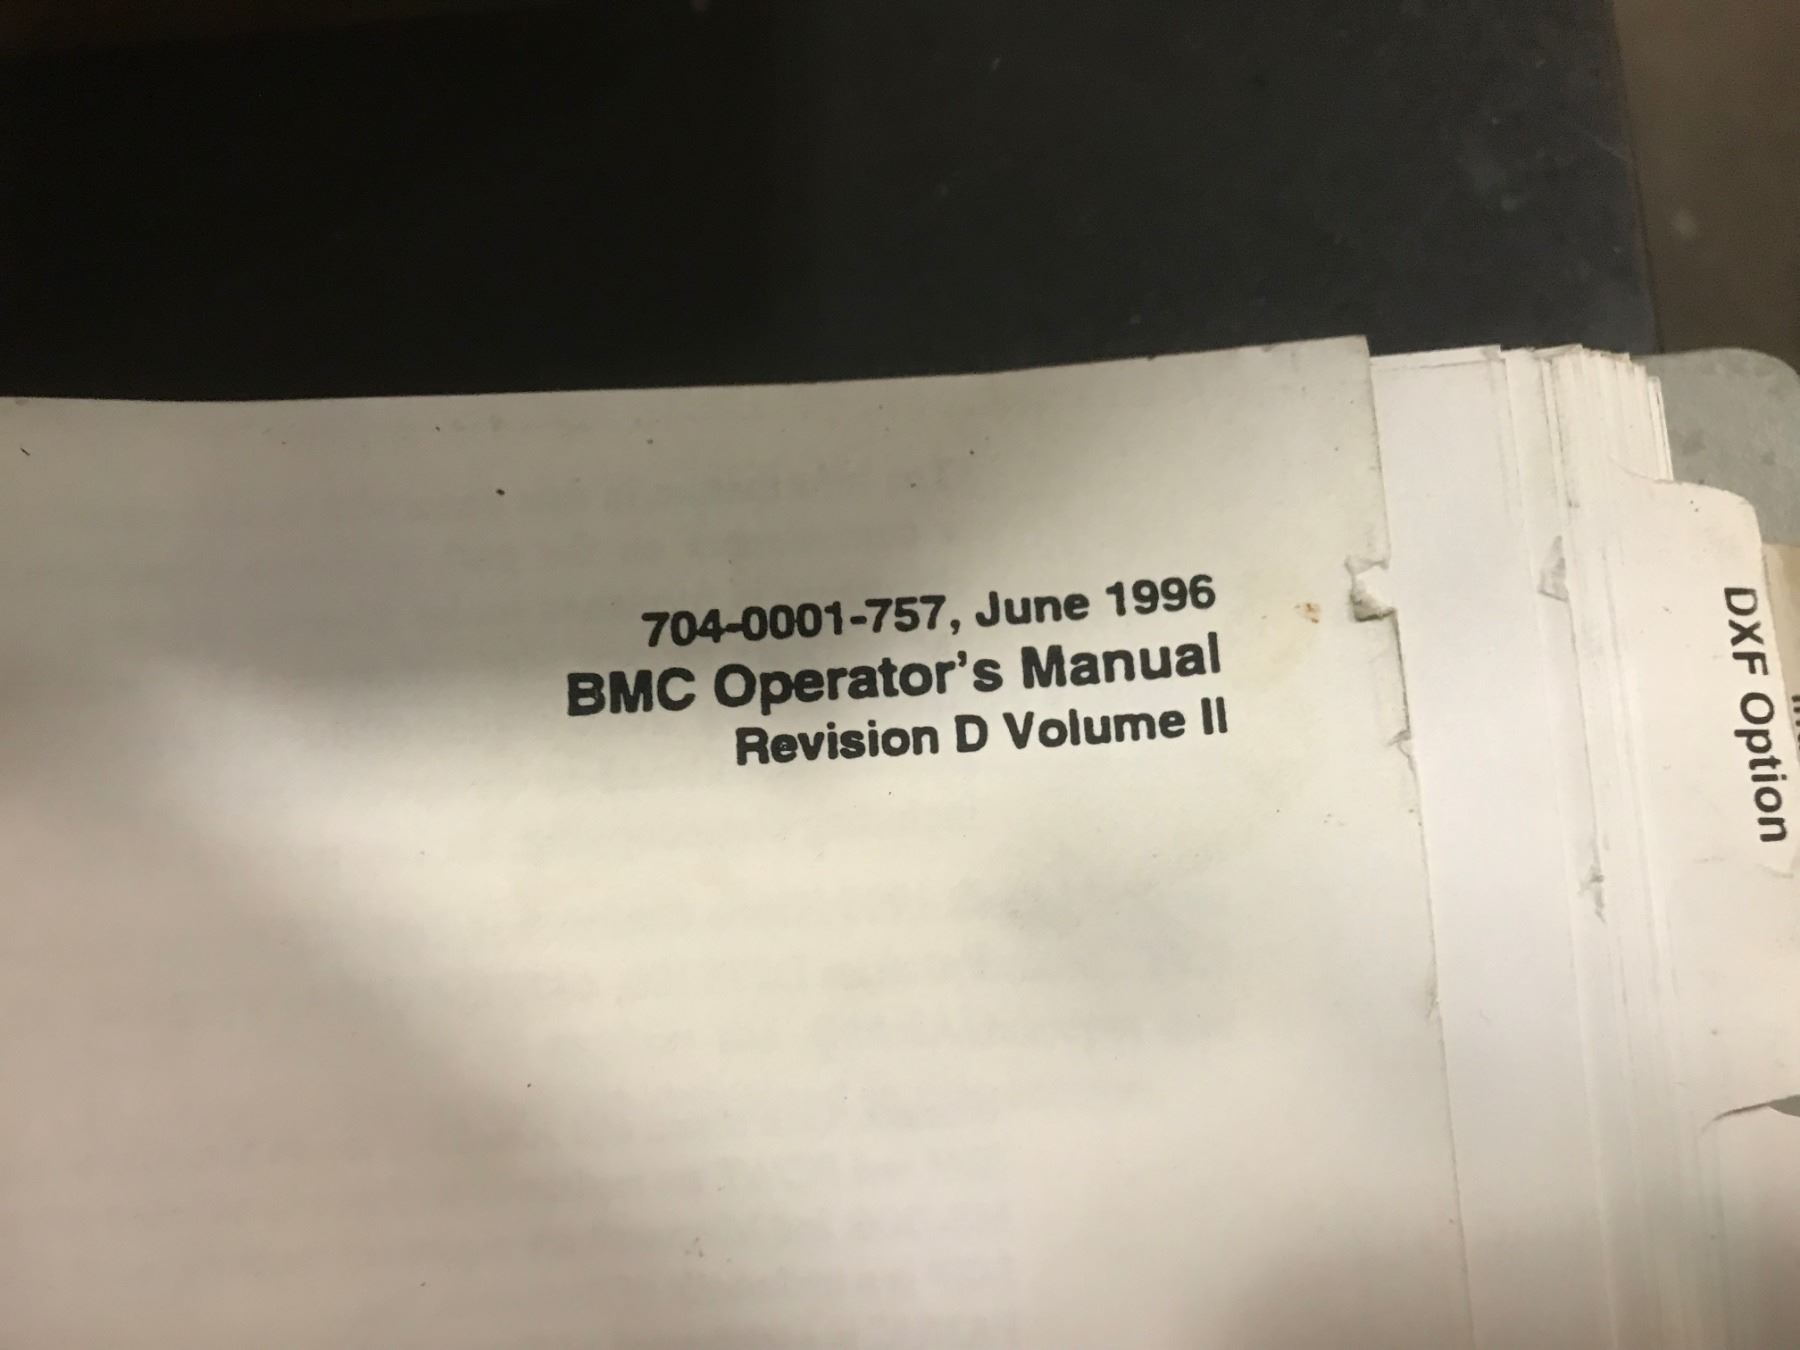 704-0001-757, June 1996
BMC Operator's Manual
Revision D Volume II
DXF Option